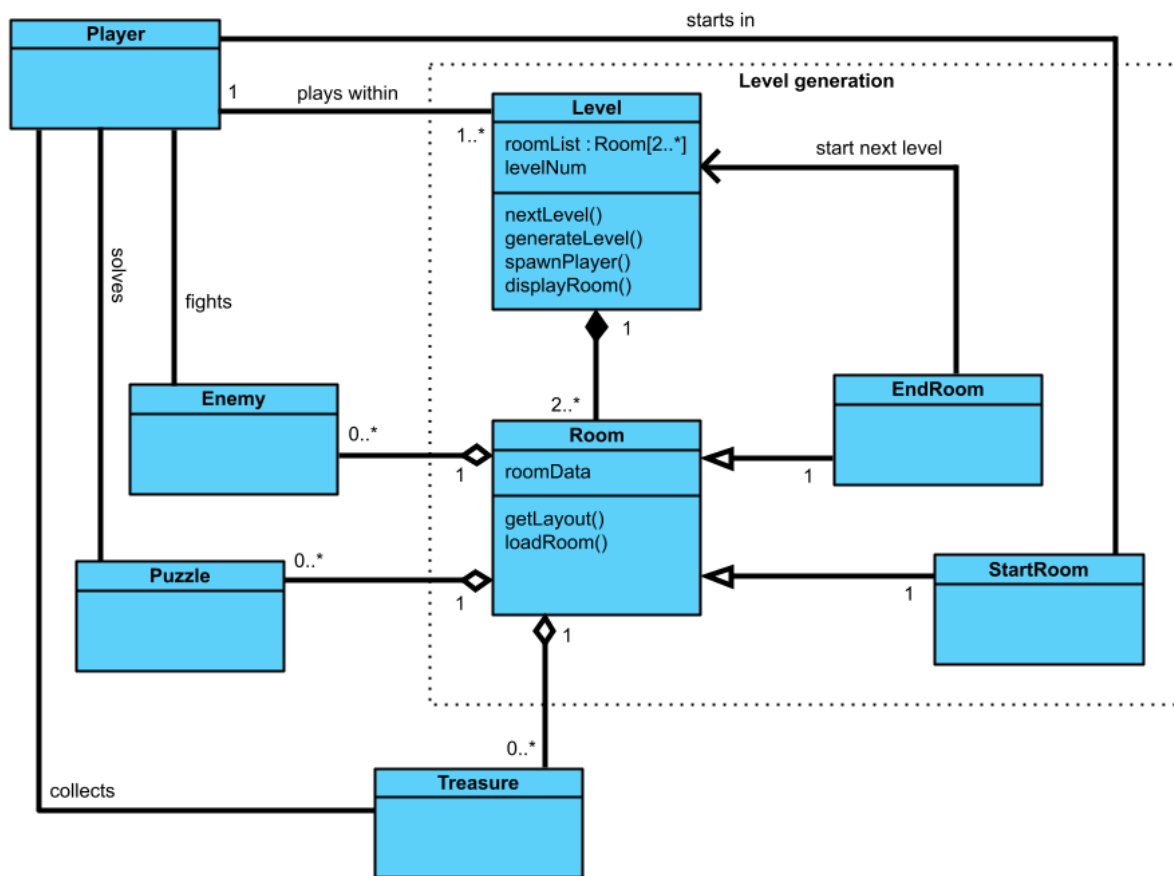 Player
starts in
Level generation
1
plays within
1..*
Level
roomList : Room[2..*]
levelNum
nextLevel()
generateLevel()
spawnPlayer()
displayRoom()
start next level
solves
fights
1
2..*
Enemy
0..*
1
Room
roomData
getLayout()
loadRoom()
1
EndRoom
Puzzle
0..*
1
1
StartRoom
1
0..*
collects
Treasure